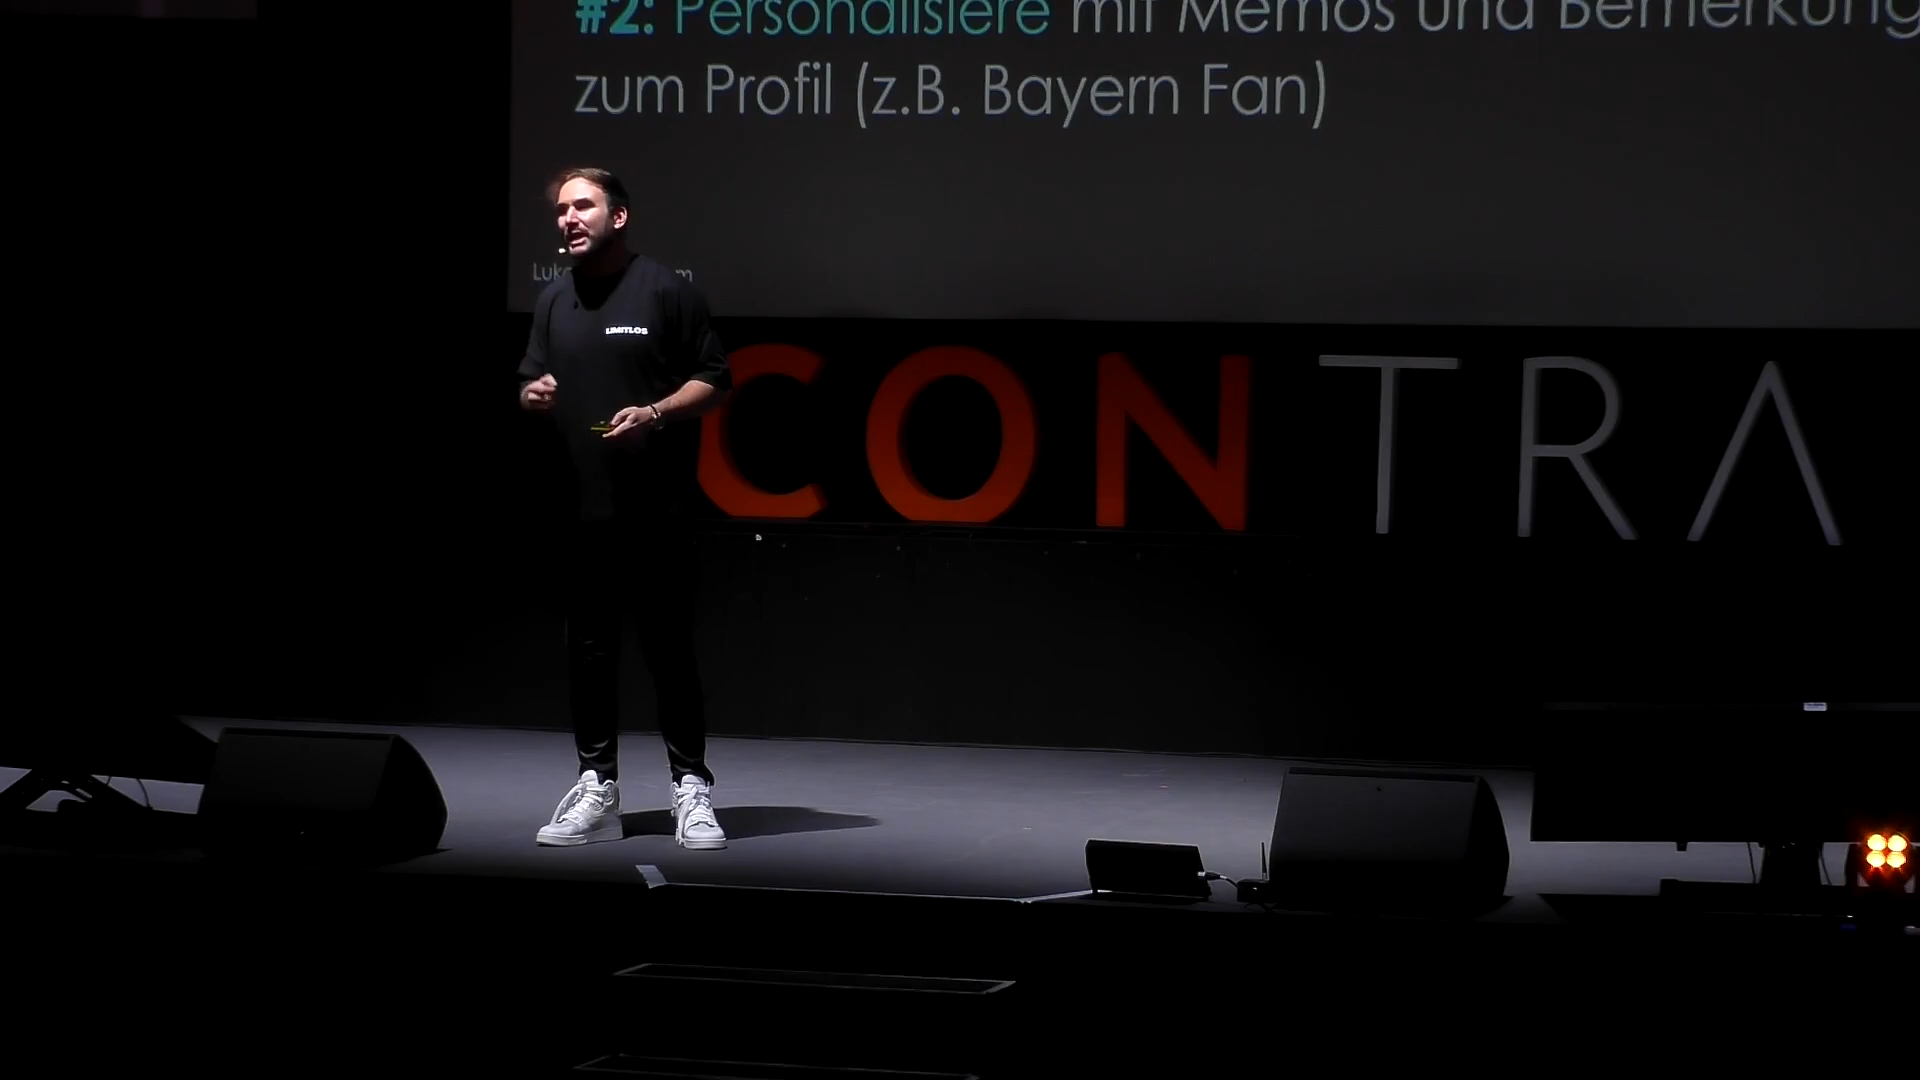 #2: Personalisiere mit Memos und Bemerkung
zum Profil (z.B. Bayern Fan)
LIMITLOS
CONTRA